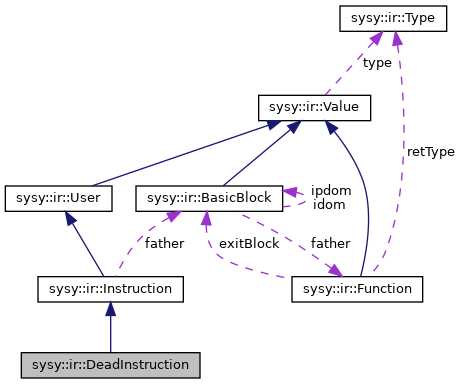 sysy::ir::Type
type
sysy::ir::Value
retType
sysy::ir::User
sysy::ir::BasicBlock
ipdom
idom
father
exitBlock
father
sysy::ir::Instruction
sysy::ir::Function
sysy::ir::DeadInstruction